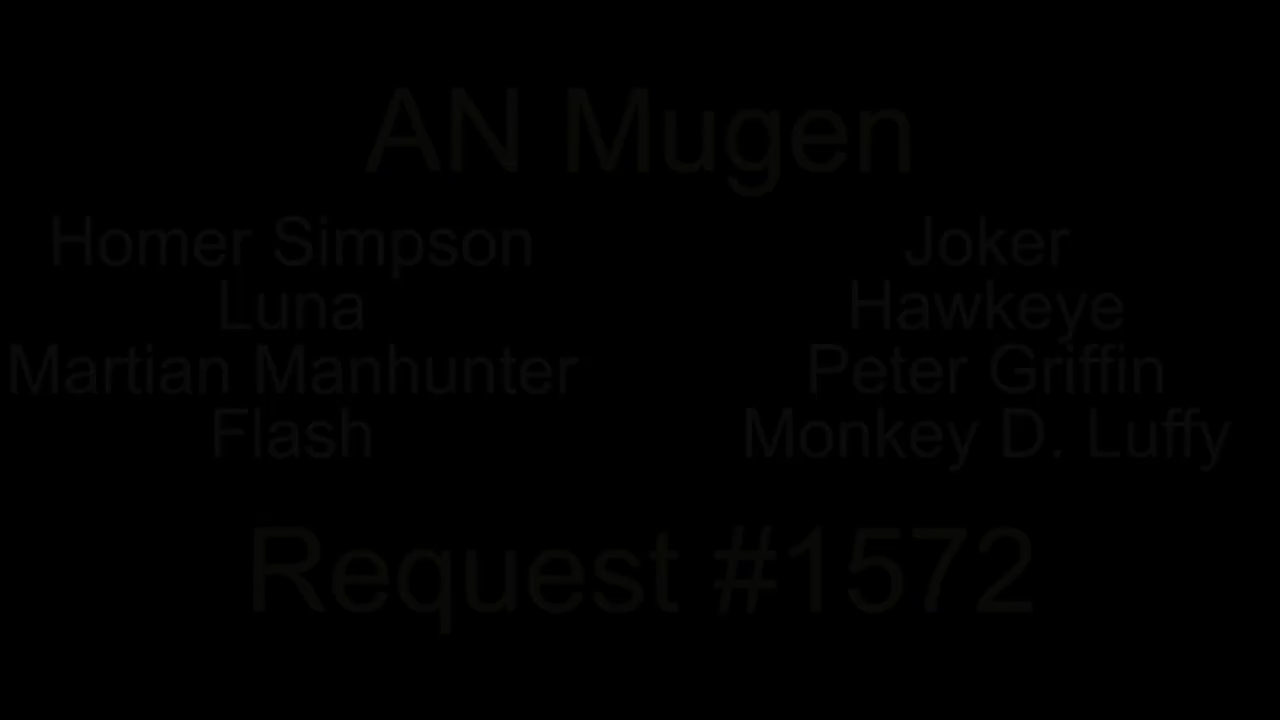 AN Mugen
Homer Simpson
Joker
Luna
Hawkeye
Martian Manhunter
Peter Griffin
Flash
Monkey D. Luffy
Request #1572